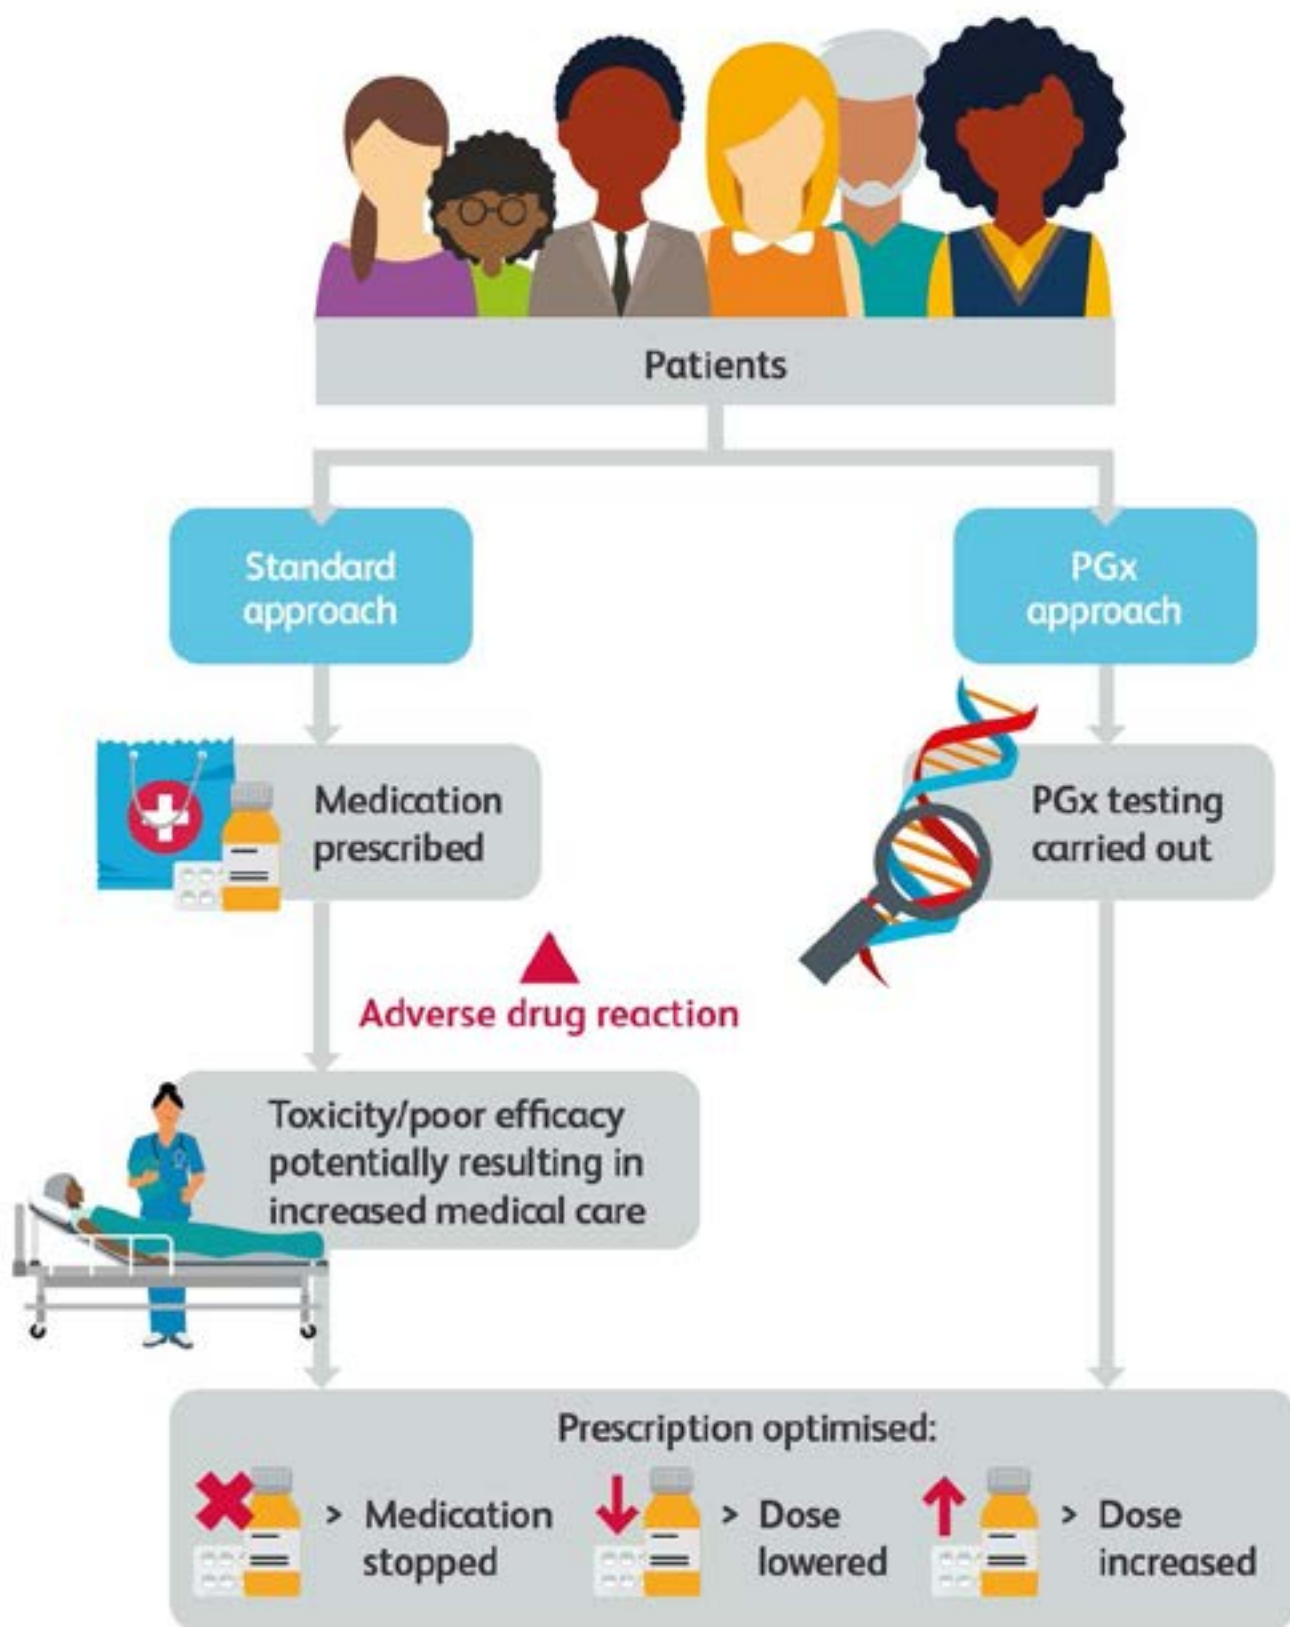 Patients
Standard
approach
PGx
approach
Medication
prescribed
PGx testing
carried out
Adverse drug reaction
Toxicity/poor efficacy
potentially resulting in
increased medical care
Prescription optimised:
> Medication
stopped
> Dose
lowered
> Dose
increased